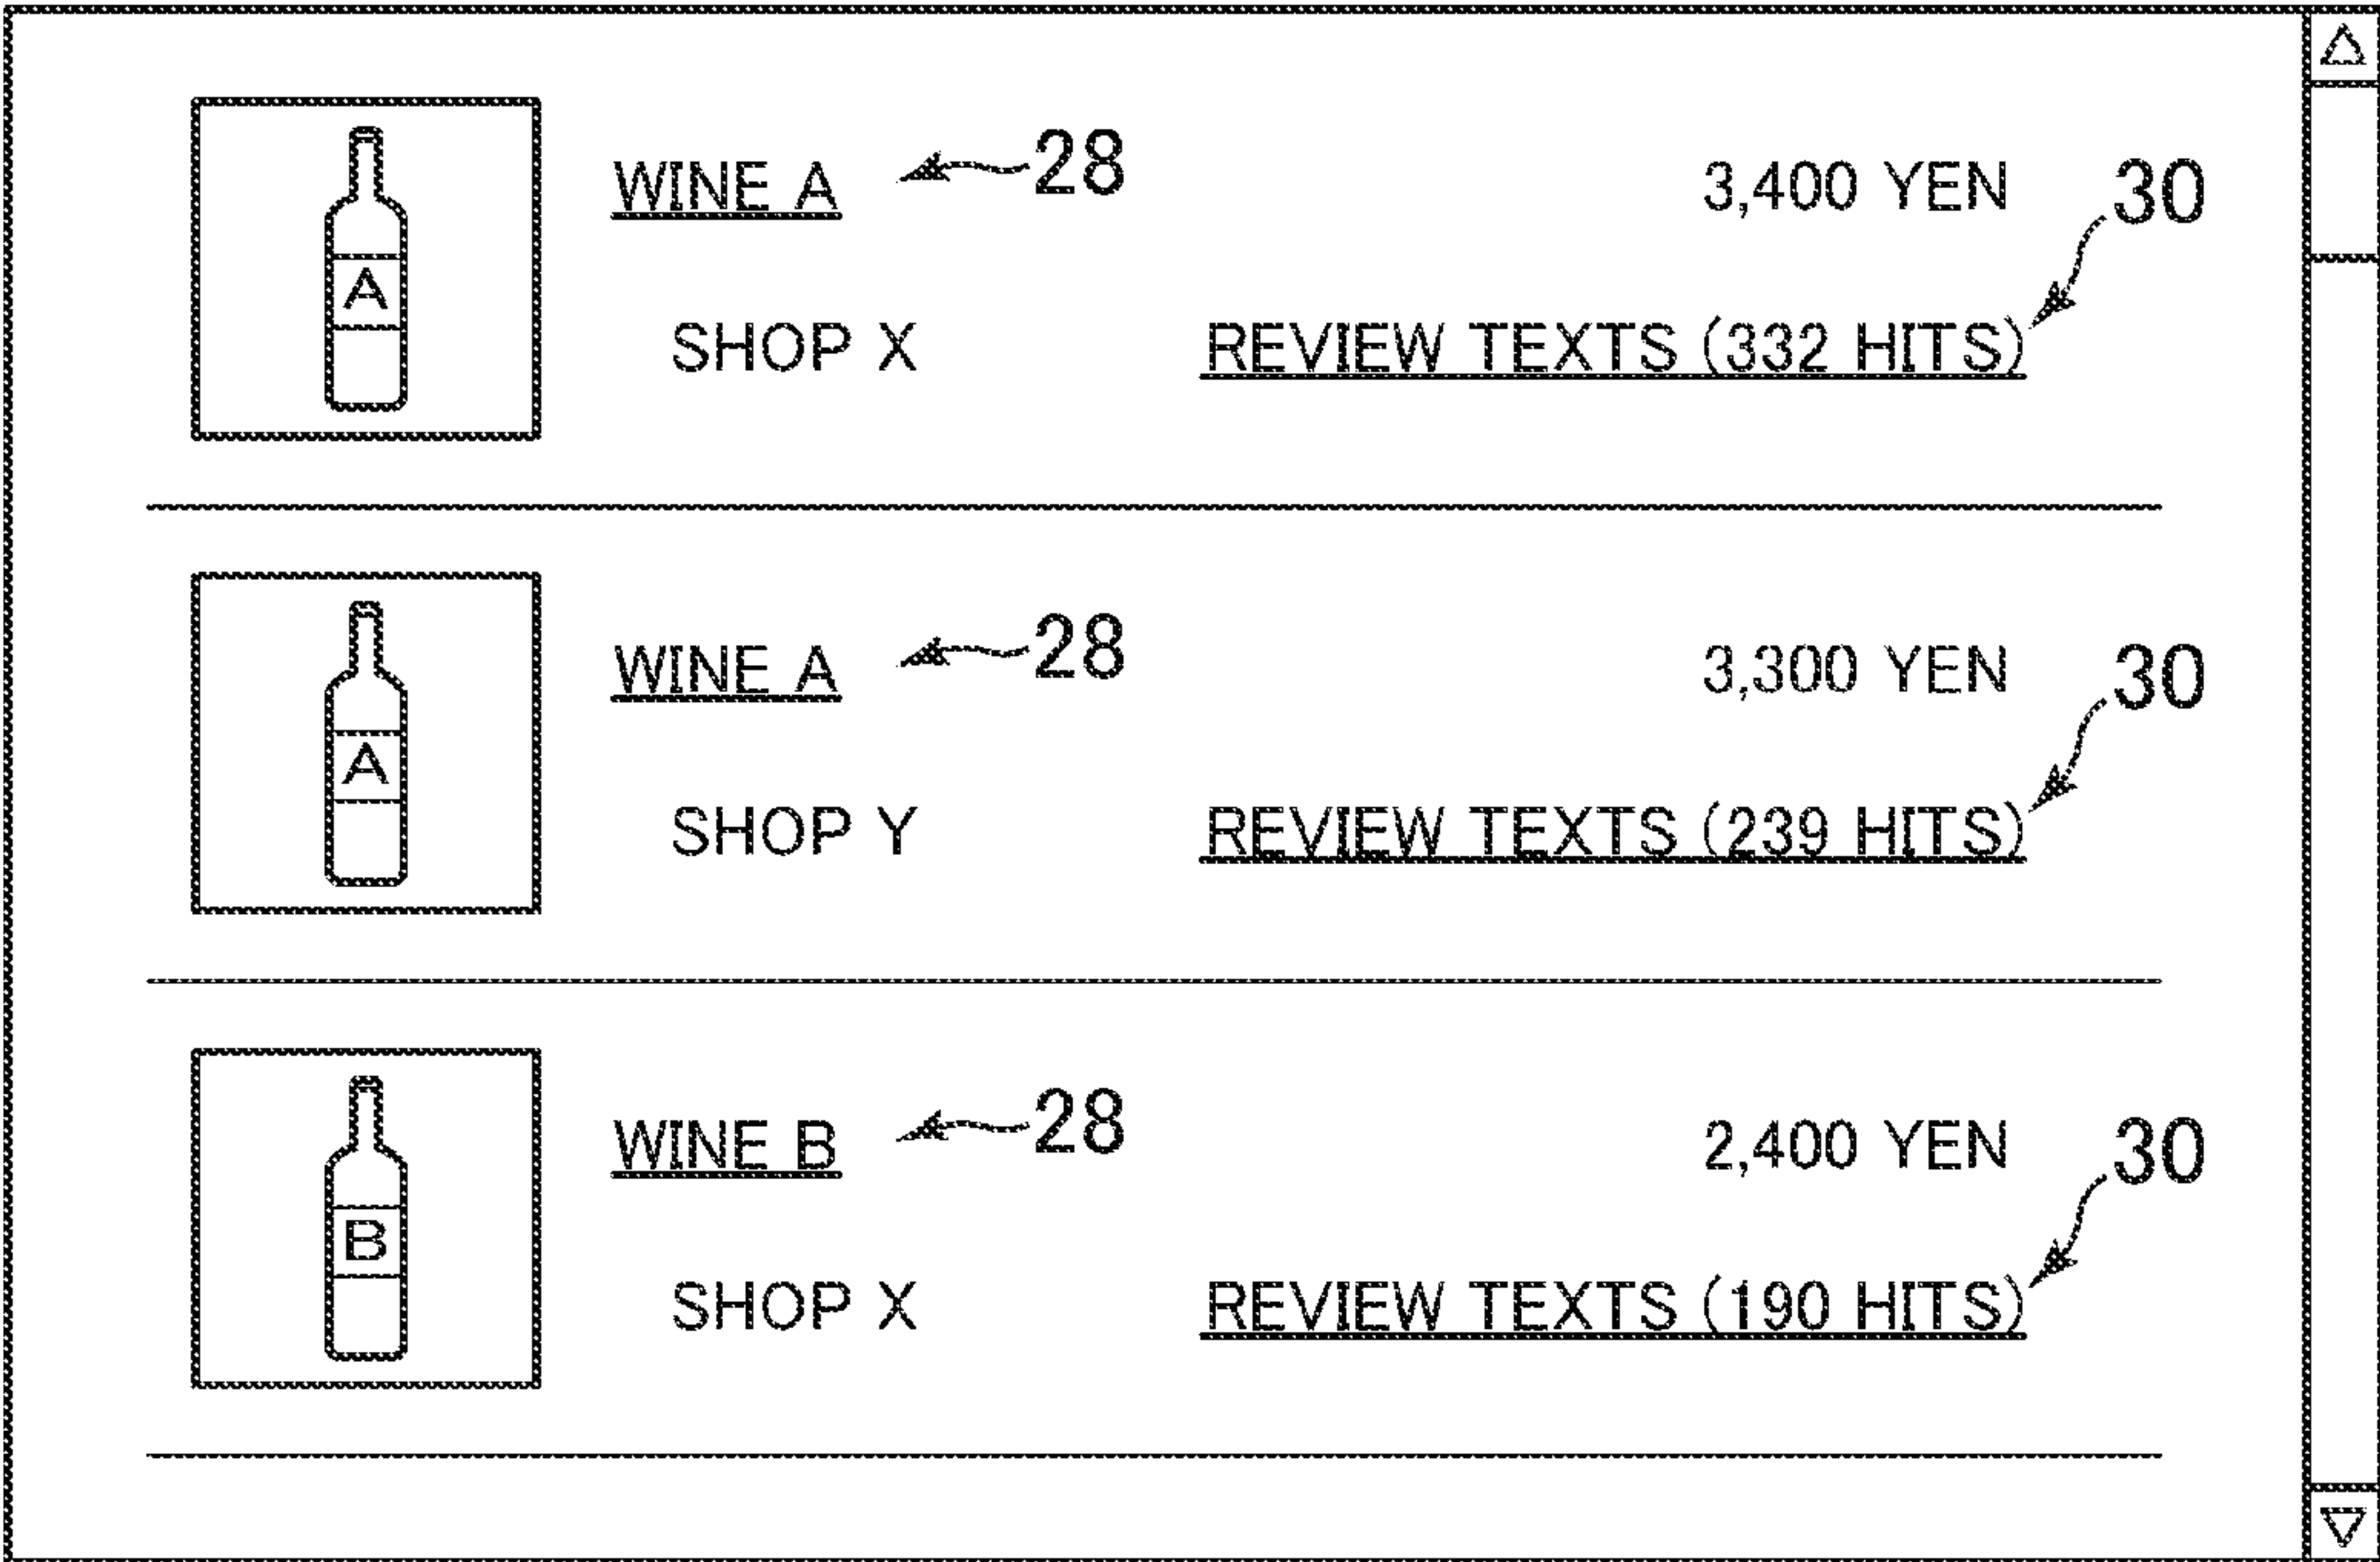 WINE A 28 3,400 YEN 30
A
SHOP X REVIEW TEXTS (332 HITS)
WINE A 28 3,300 YEN 30
A
SHOP Y REVIEW TEXTS (239 HITS)
WINE B 28 2,400 YEN 30
B
SHOP X REVIEW TEXTS (190 HITS)